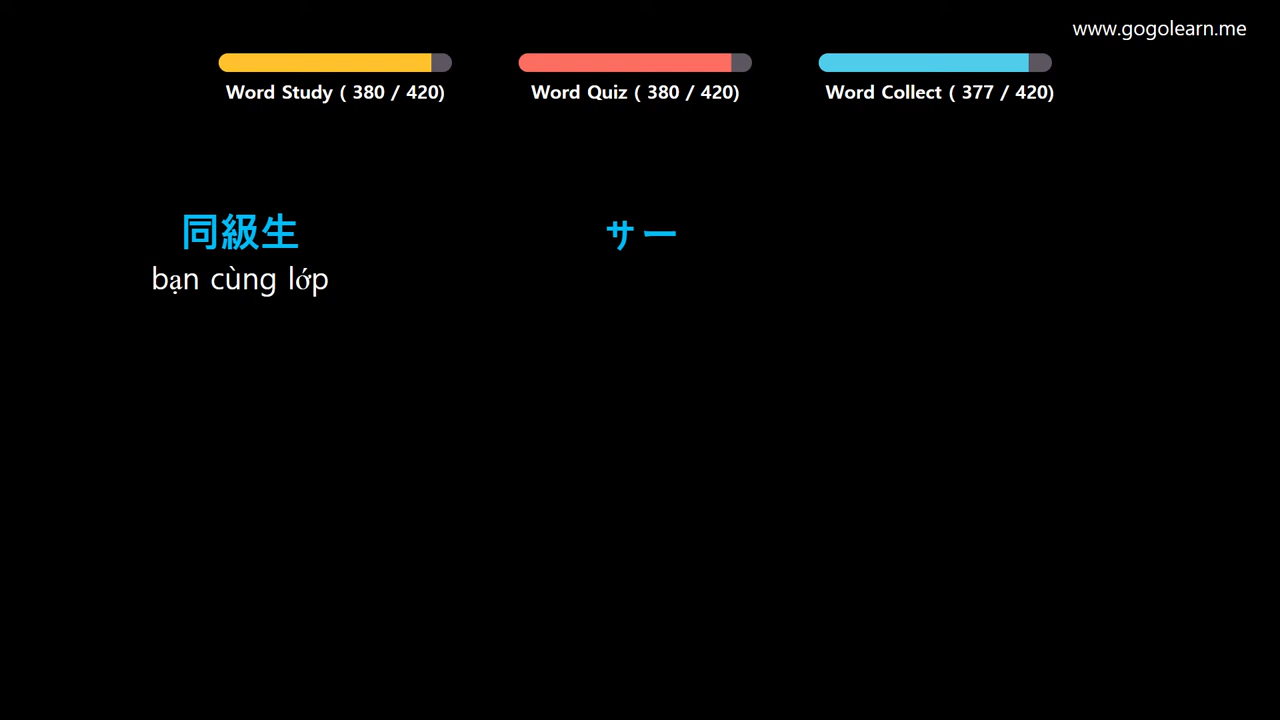 www.gogolearn.me
Word Study ( 380 / 420)
Word Quiz ( 380 / 420)
Word Collect ( 377 / 420)
同級生
bạn cùng lớp
サー